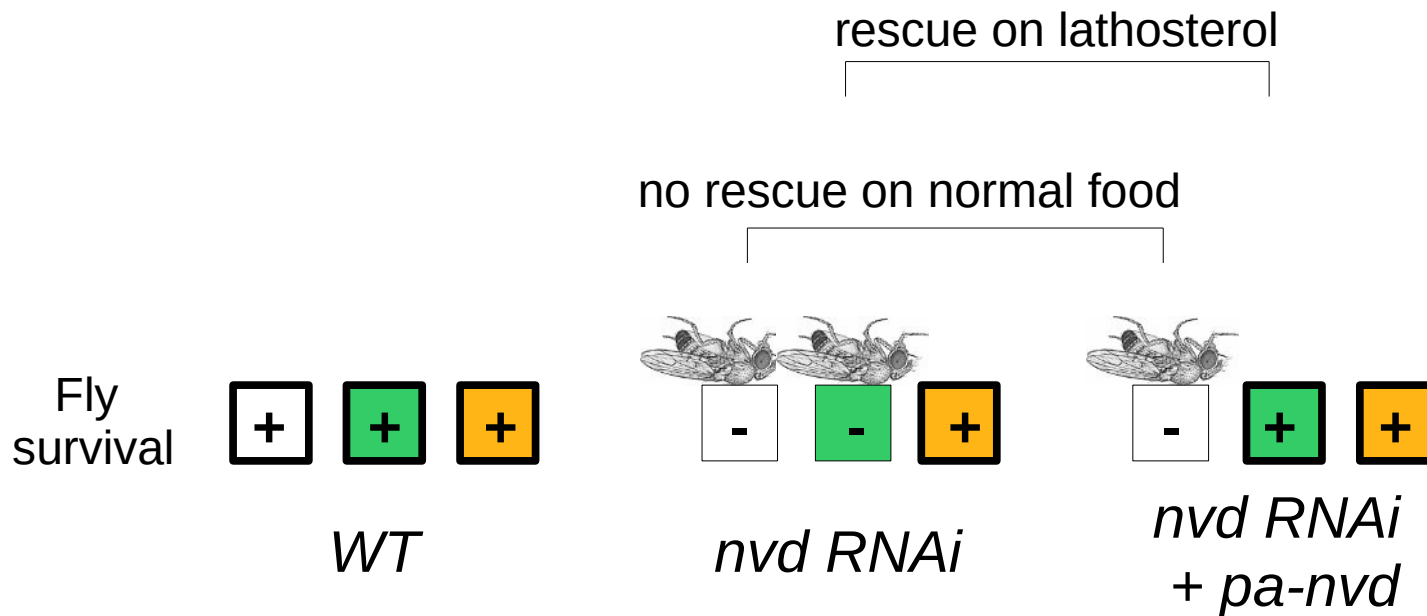 rescue on lathosterol
no rescue on normal food
Fly
survival
+ + + - - + - + +
WT
nvd RNAi
nvd RNAi
+ pa-nvd